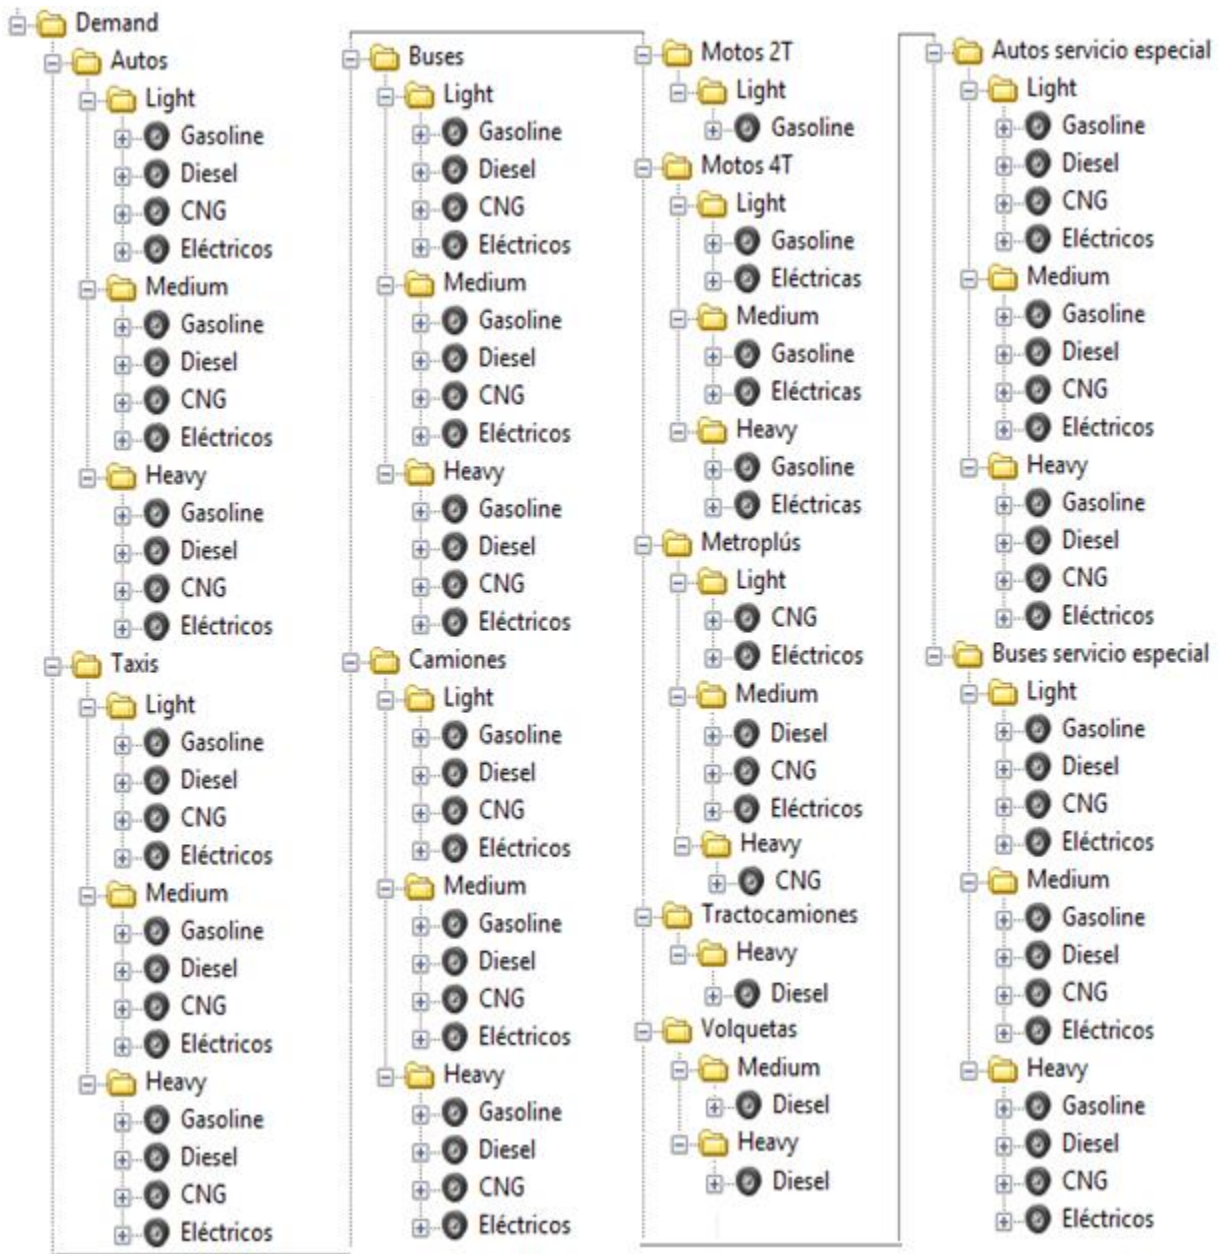 Demand
Autos
Light
Gasoline
Diesel
CNG
Eléctricos
Medium
Gasoline
Diesel
CNG
Eléctricos
Heavy
Gasoline
Diesel
CNG
Eléctricos
Taxis
Light
Gasoline
Diesel
CNG
Eléctricos
Medium
Gasoline
Diesel
CNG
Eléctricos
Heavy
Gasoline
Diesel
CNG
Eléctricos
Buses
Light
Gasoline
Diesel
CNG
Eléctricos
Medium
Gasoline
Diesel
CNG
Eléctricos
Heavy
Gasoline
Diesel
CNG
Eléctricos
Camiones
Light
Gasoline
Diesel
CNG
Eléctricos
Medium
Gasoline
Diesel
CNG
Eléctricos
Heavy
Gasoline
Diesel
CNG
Eléctricos
Motos 2T
Light
Gasoline
Motos 4T
Light
Gasoline
Eléctricas
Medium
Gasoline
Eléctricas
Heavy
Gasoline
Eléctricas
Metroplús
Light
CNG
Eléctricos
Medium
Diesel
CNG
Eléctricos
Heavy
CNG
Tractocamiones
Heavy
Diesel
Volquetas
Medium
Diesel
Heavy
Diesel
Autos servicio especial
Light
Gasoline
Diesel
CNG
Eléctricos
Medium
Gasoline
Diesel
CNG
Eléctricos
Heavy
Gasoline
Diesel
CNG
Eléctricos
Buses servicio especial
Light
Gasoline
Diesel
CNG
Eléctricos
Medium
Gasoline
Diesel
CNG
Eléctricos
Heavy
Gasoline
Diesel
CNG
Eléctricos